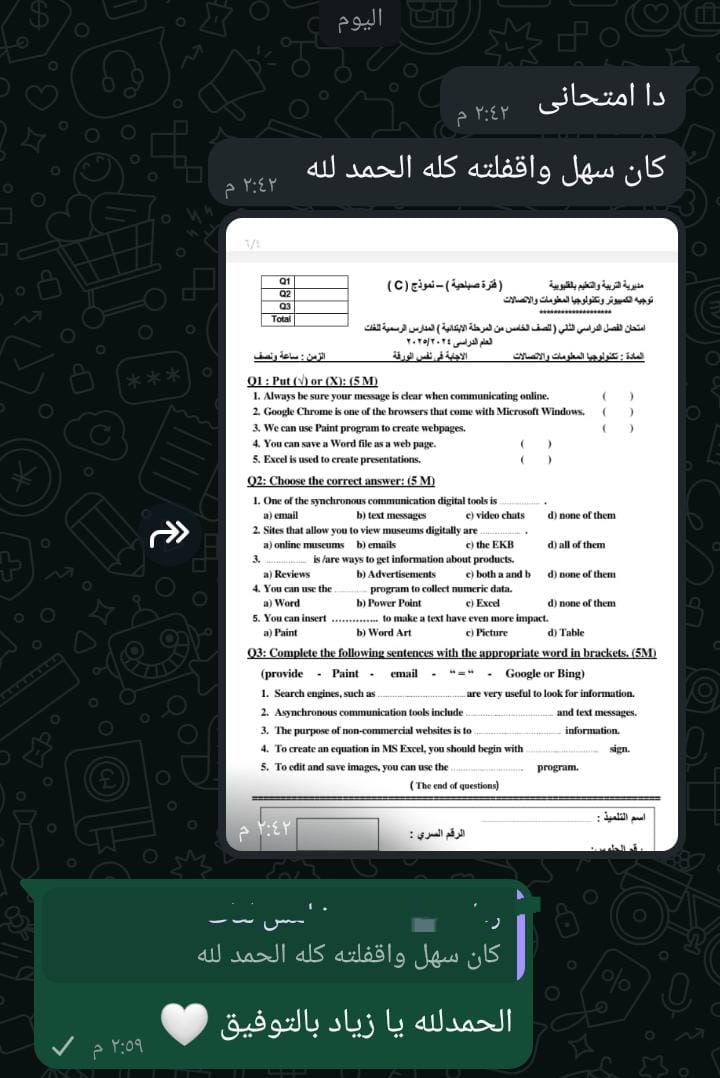 اليوم
دا امتحانى
٢:٤٢ م
كان سهل واقفلته كله الحمد لله
٢:٤٢ م
٦/٤
مديرية التربية والتعليم بالقليوبية
توجيه الكمبيوتر وتكنولوجيا المعلومات والاتصالات
********************
( فترة صباحية ) – نموذج ( C )
Q1
Q2
Q3
Total
امتحان الفصل الدراسي الثاني ( للصف الخامس من المرحلة الابتدائية ) المدارس الرسمية للغات
العام الدراسى ٢٠٢٥/٢٠٢٤
المادة : تكنولوجيا المعلومات والاتصالات الاجابة فى نفس الورقة الزمن : ساعة ونصف
Q1 : Put (√) or (X): (5 M)
1. Always be sure your message is clear when communicating online. ( )
2. Google Chrome is one of the browsers that come with Microsoft Windows. ( )
3. We can use Paint program to create webpages. ( )
4. You can save a Word file as a web page. ( )
5. Excel is used to create presentations. ( )
Q2: Choose the correct answer: (5 M)
1. One of the synchronous communication digital tools is .............. .
a) email b) text messages c) video chats d) none of them
2. Sites that allow you to view museums digitally are .............. .
a) online museums b) emails c) the EKB d) all of them
3. .............. is /are ways to get information about products.
a) Reviews b) Advertisements c) both a and b d) none of them
4. You can use the ............ program to collect numeric data.
a) Word b) Power Point c) Excel d) none of them
5. You can insert .............. to make a text have even more impact.
a) Paint b) Word Art c) Picture d) Table
Q3: Complete the following sentences with the appropriate word in brackets. (5M)
(provide - Paint - email - “ = “ - Google or Bing)
1. Search engines, such as .............................. are very useful to look for information.
2. Asynchronous communication tools include .............................. and text messages.
3. The purpose of non-commercial websites is to .............................. information.
4. To create an equation in MS Excel, you should begin with .............................. sign.
5. To edit and save images, you can use the .............................. program.
( The end of questions)
اسم التلميذ : ..............................
الرقم السري :
رقم الجلوس:
٢:٤٢ م
كان سهل واقفلته كله الحمد لله
الحمدلله يا زياد بالتوفيق 🤍
٢:٥٩ م